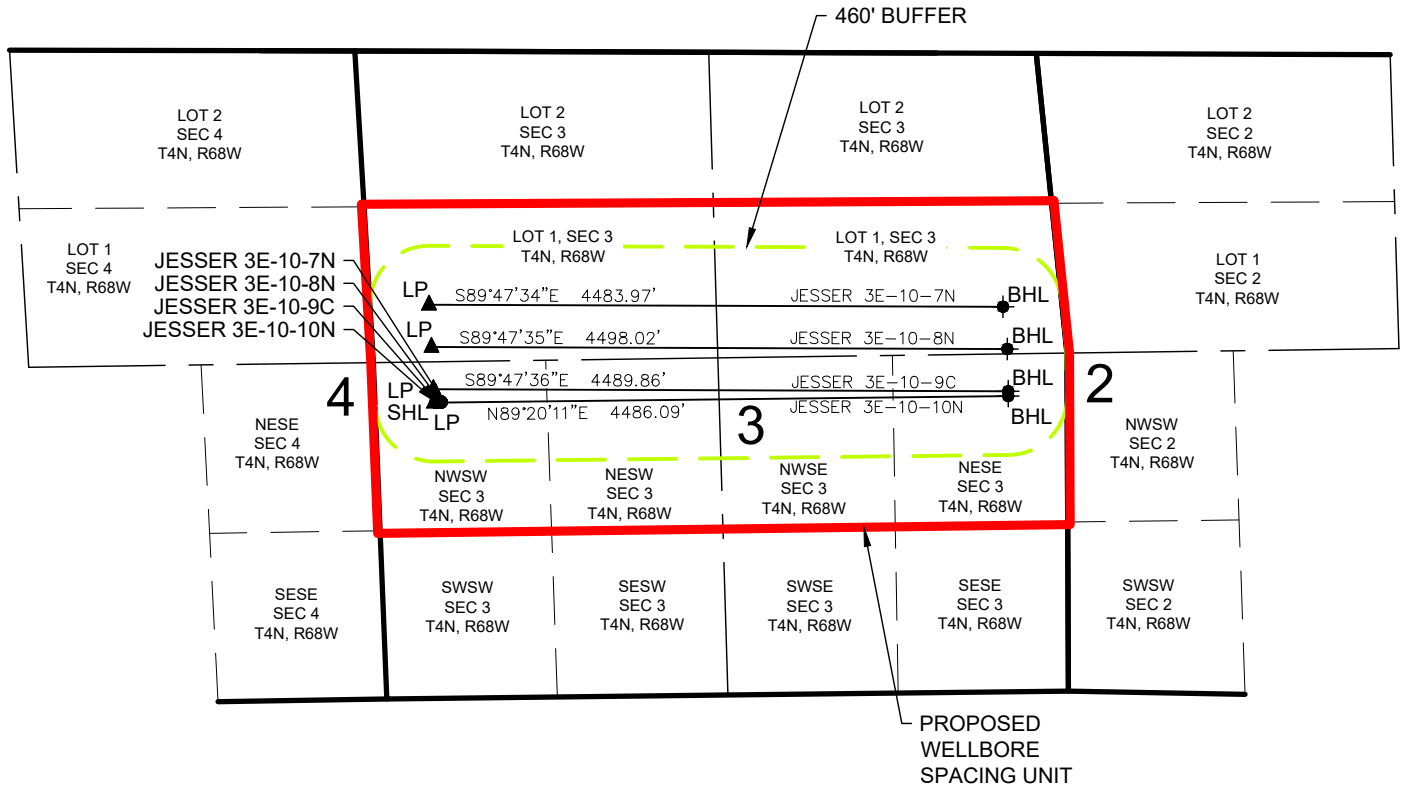 460' BUFFER
LOT 2
SEC 4
T4N, R68W
LOT 2
SEC 3
T4N, R68W
LOT 2
SEC 3
T4N, R68W
LOT 2
SEC 2
T4N, R68W
LOT 1
SEC 4
T4N, R68W
LOT 1, SEC 3
T4N, R68W
LOT 1, SEC 3
T4N, R68W
LOT 1
SEC 2
T4N, R68W
JESSER 3E-10-7N
JESSER 3E-10-8N
JESSER 3E-10-9C
JESSER 3E-10-10N
LP
S89°47'34"E 4483.97'
JESSER 3E-10-7N
BHL
LP
S89°47'35"E 4498.02'
JESSER 3E-10-8N
BHL
LP
S89°47'36"E 4489.86'
JESSER 3E-10-9C
BHL
SHL
LP
N89°20'11"E 4486.09'
JESSER 3E-10-10N
BHL
4
3
2
NESE
SEC 4
T4N, R68W
NWSW
SEC 3
T4N, R68W
NESW
SEC 3
T4N, R68W
NWSE
SEC 3
T4N, R68W
NESE
SEC 3
T4N, R68W
NWSW
SEC 2
T4N, R68W
SESE
SEC 4
T4N, R68W
SWSW
SEC 3
T4N, R68W
SESW
SEC 3
T4N, R68W
SWSE
SEC 3
T4N, R68W
SESE
SEC 3
T4N, R68W
SWSW
SEC 2
T4N, R68W
PROPOSED
WELLBORE
SPACING UNIT